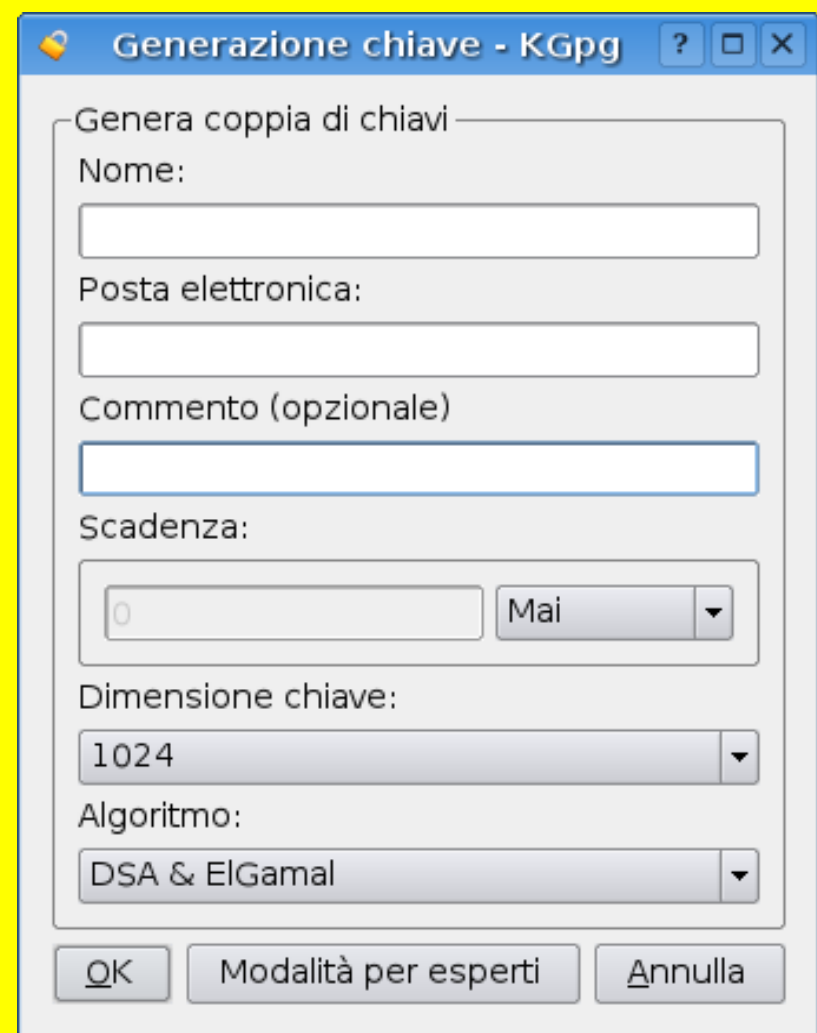 Generazione chiave - KGpg ?
Genera coppia di chiavi
Nome:
Posta elettronica:
Commento (opzionale)
Scadenza:
0 Mai
Dimensione chiave:
1024
Algoritmo:
DSA & ElGamal
OK Modalità per esperti Annulla